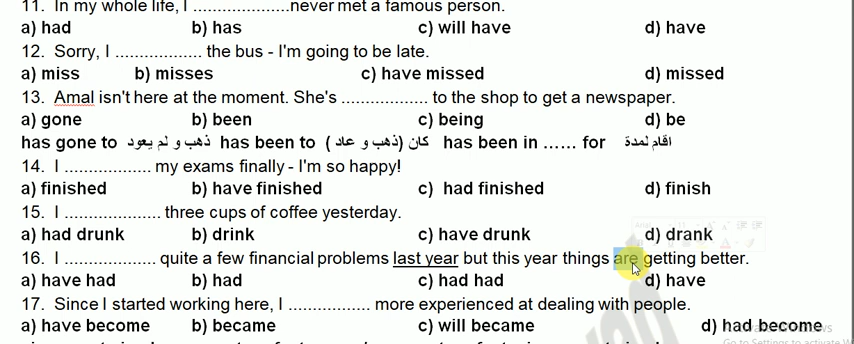 11. In my whole life, I ....................never met a famous person.
a) had b) has c) will have d) have
12. Sorry, I .................. the bus - I'm going to be late.
a) miss b) misses c) have missed d) missed
13. Amal isn't here at the moment. She's .................. to the shop to get a newspaper.
a) gone b) been c) being d) be
has gone to ذهب و لم يعود has been to ( كان (ذهب و عاد has been in ...... for اقام لمدة
14. I .................. my exams finally - I'm so happy!
a) finished b) have finished c) had finished d) finish
15. I .................... three cups of coffee yesterday.
a) had drunk b) drink c) have drunk d) drank
16. I ................... quite a few financial problems last year but this year things are getting better.
a) have had b) had c) had had d) have
17. Since I started working here, I ................. more experienced at dealing with people.
a) have become b) became c) will became d) had become